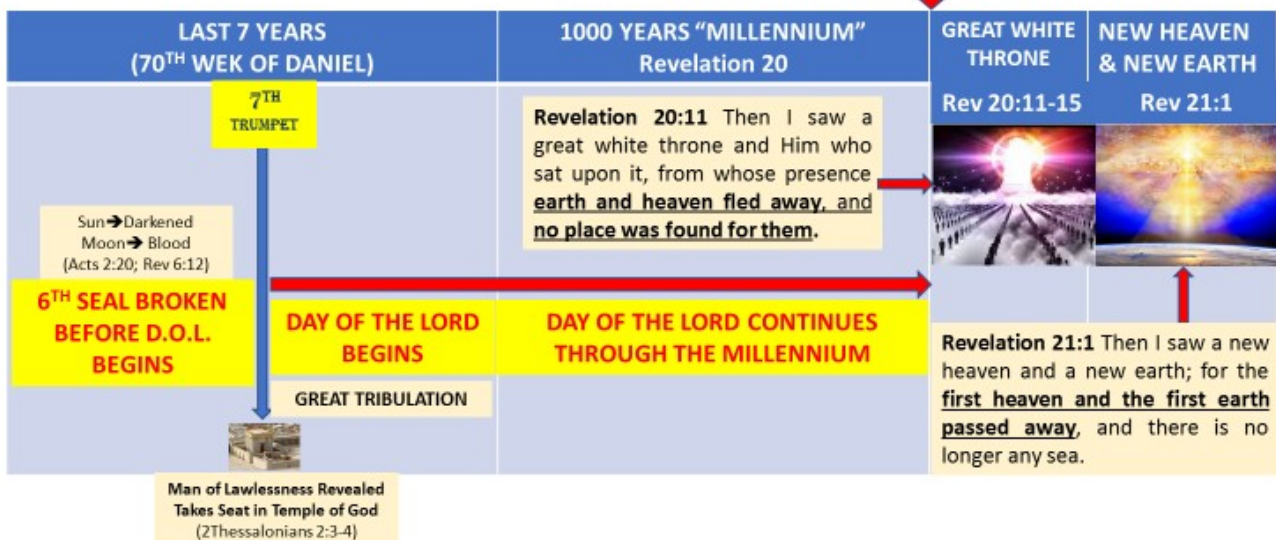 LAST 7 YEARS
(70TH WEK OF DANIEL)
1000 YEARS “MILLENNIUM”
Revelation 20
GREAT WHITE
THRONE
Rev 20:11-15
NEW HEAVEN
& NEW EARTH
Rev 21:1
7TH
TRUMPET
Sun➔Darkened
Moon➔ Blood
(Acts 2:20; Rev 6:12)
6TH SEAL BROKEN
BEFORE D.O.L.
BEGINS
DAY OF THE LORD
BEGINS
GREAT TRIBULATION
Man of Lawlessness Revealed
Takes Seat in Temple of God
(2Thessalonians 2:3-4)
Revelation 20:11 Then I saw a
great white throne and Him who
sat upon it, from whose presence
earth and heaven fled away, and
no place was found for them.
DAY OF THE LORD CONTINUES
THROUGH THE MILLENNIUM
Revelation 21:1 Then I saw a new
heaven and a new earth; for the
first heaven and the first earth
passed away, and there is no
longer any sea.